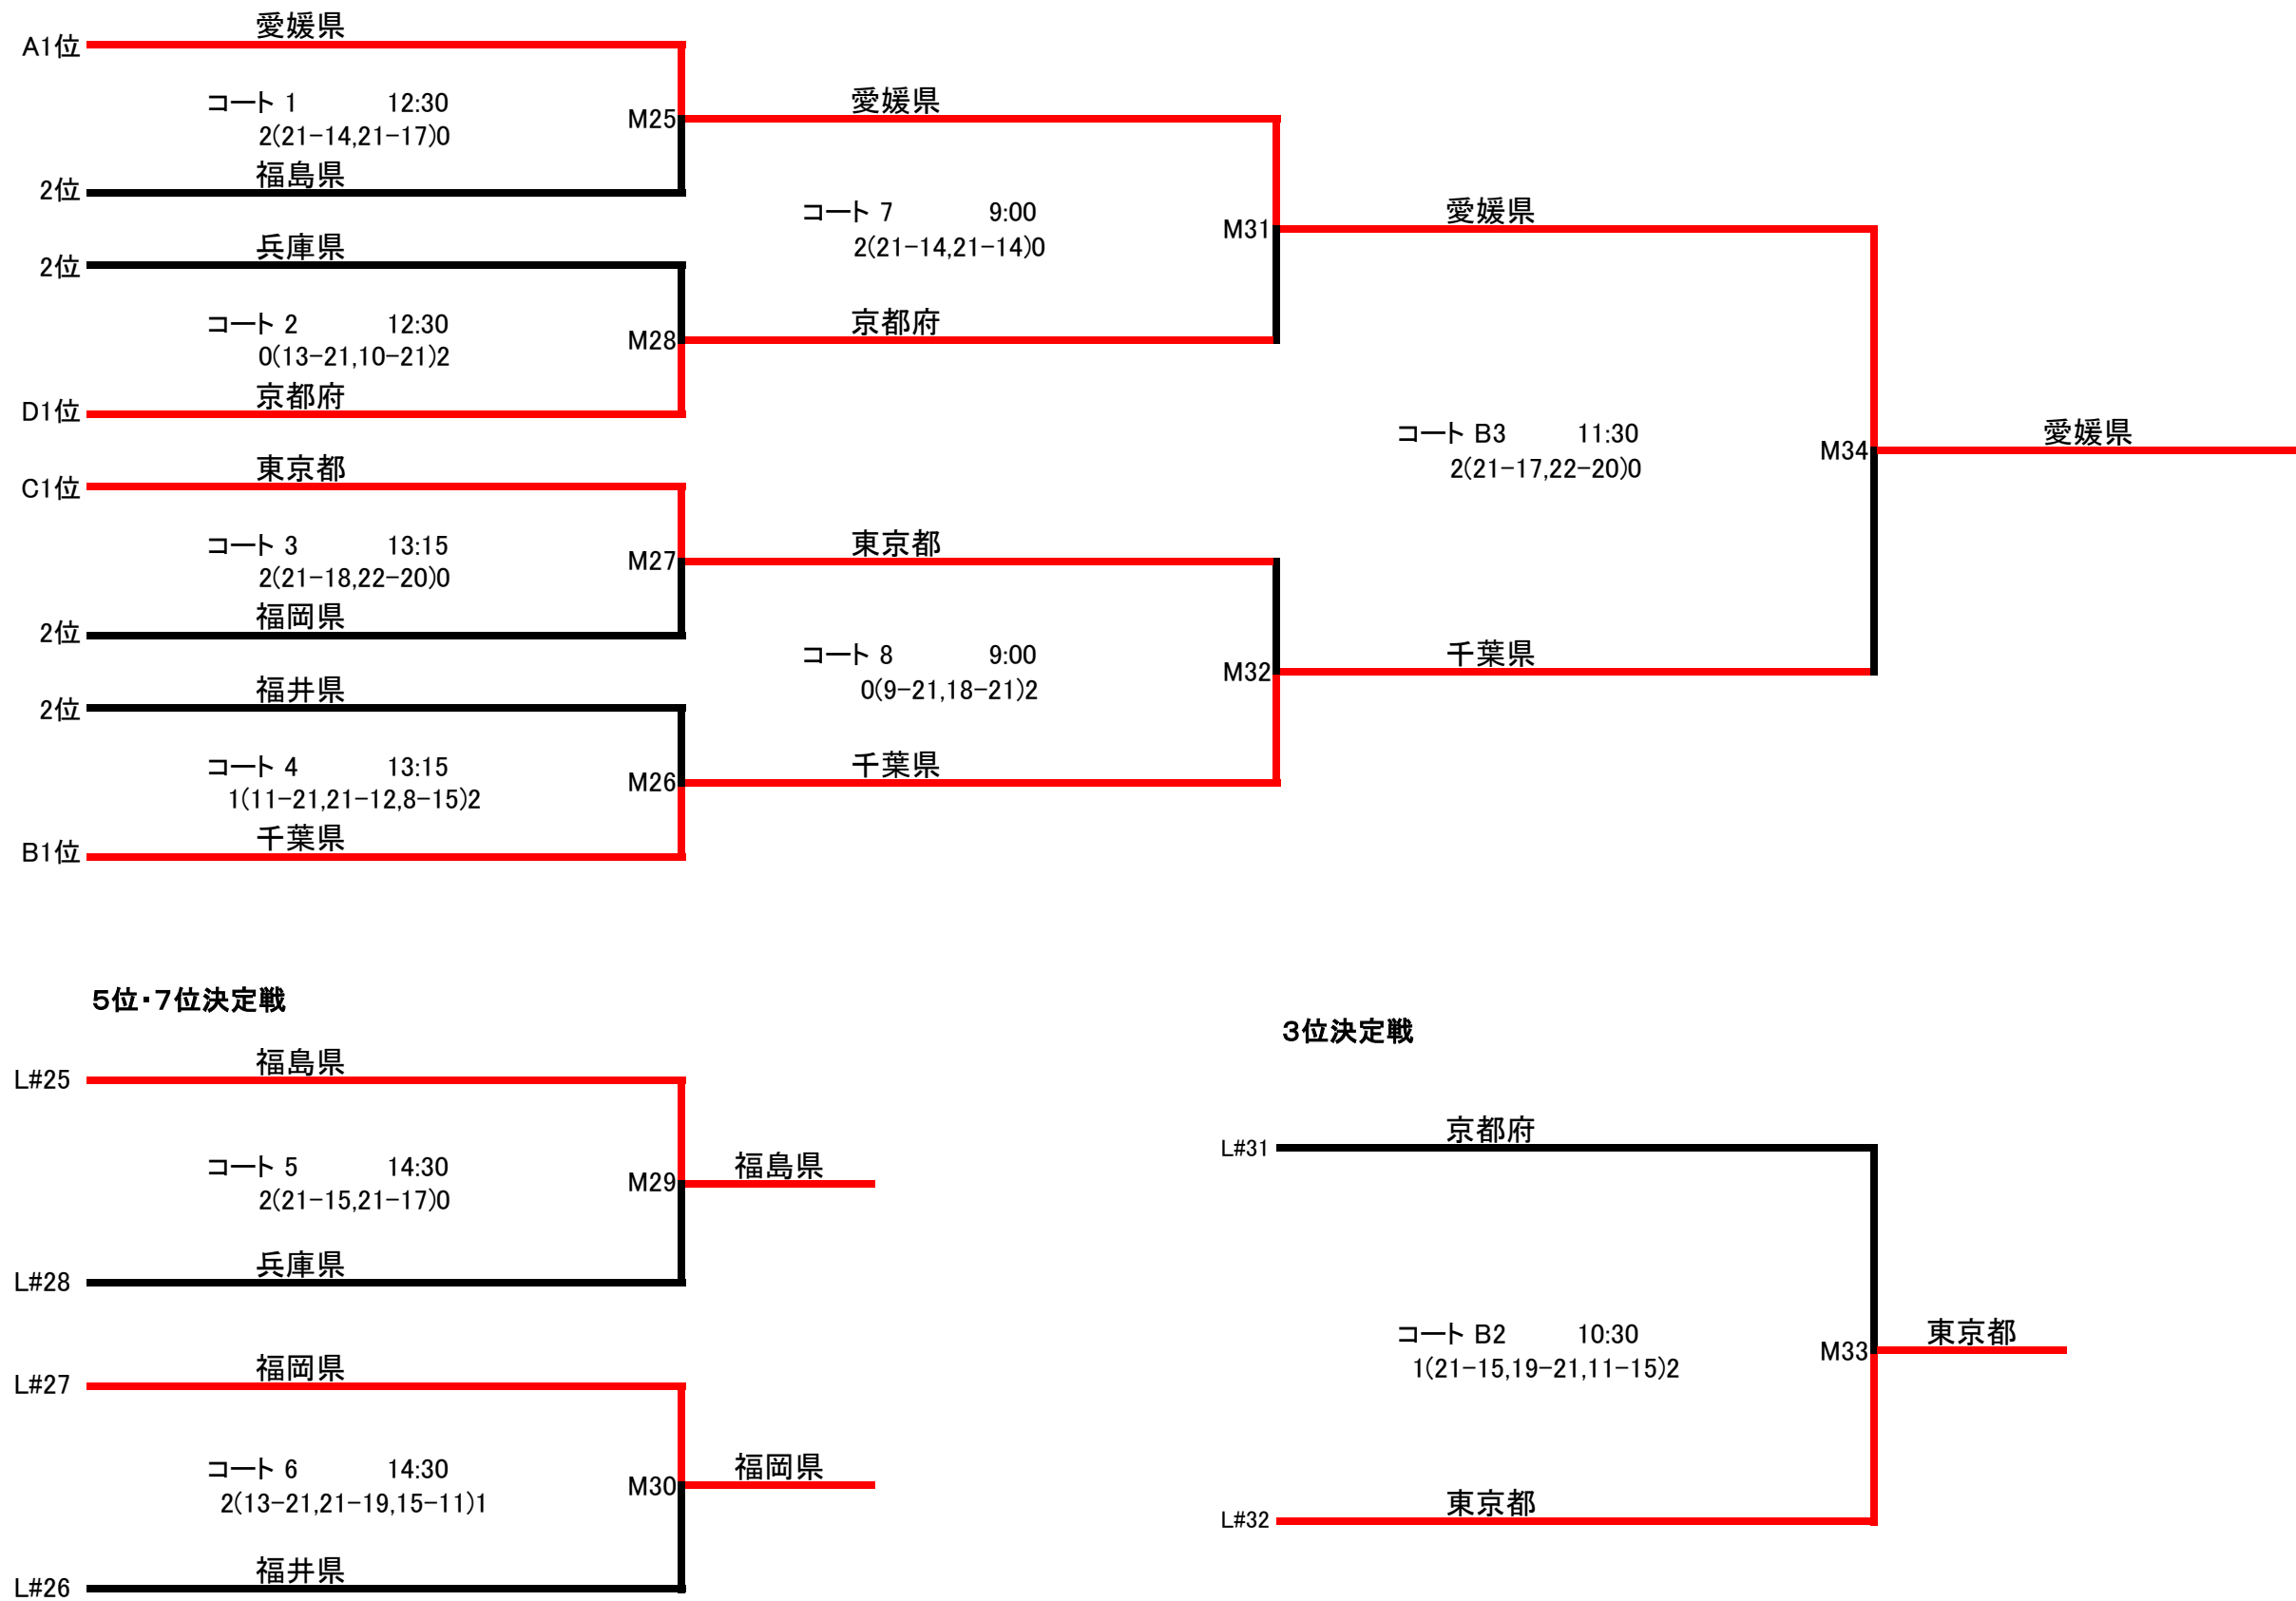 愛媛県
A1位
コート 1 12:30
2(21-14,21-17)0
M25
福島県
2位
愛媛県
兵庫県
2位
コート 2 12:30
0(13-21,10-21)2
M28
京都府
D1位
コート 7 9:00
2(21-14,21-14)0
M31
京都府
愛媛県
東京都
C1位
コート 3 13:15
2(21-18,22-20)0
M27
福岡県
2位
東京都
福井県
2位
コート 4 13:15
1(11-21,21-12,8-15)2
M26
千葉県
B1位
コート 8 9:00
0(9-21,18-21)2
M32
千葉県
コート B3 11:30
2(21-17,22-20)0
M34
千葉県
愛媛県
5位・7位決定戦
福島県
L#25
コート 5 14:30
2(21-15,21-17)0
M29
福島県
兵庫県
L#28
福岡県
L#27
コート 6 14:30
2(13-21,21-19,15-11)1
M30
福岡県
福井県
L#26
3位決定戦
京都府
L#31
コート B2 10:30
1(21-15,19-21,11-15)2
M33
東京都
東京都
L#32